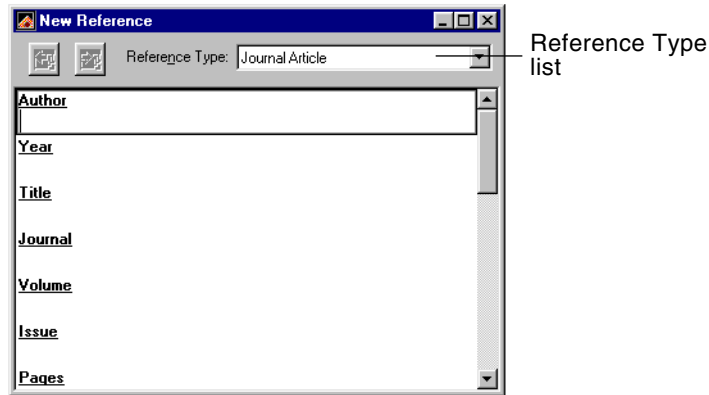 New Reference
Reference Type: Journal Article
Reference Type
list
Author
Year
Title
Journal
Volume
Issue
Pages